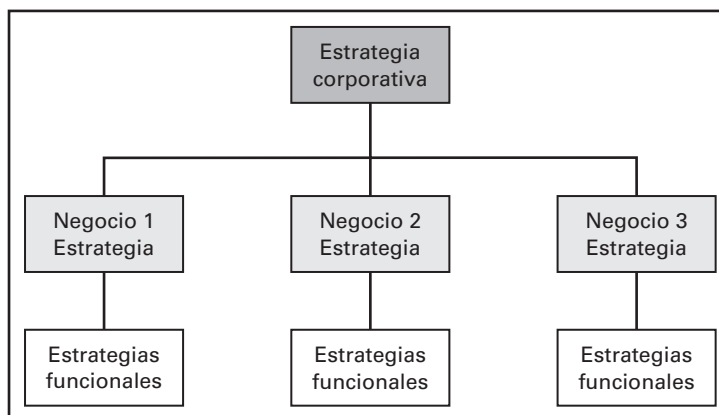 Estrategia
corporativa
Negocio 1
Estrategia
Negocio 2
Estrategia
Negocio 3
Estrategia
Estrategias
funcionales
Estrategias
funcionales
Estrategias
funcionales